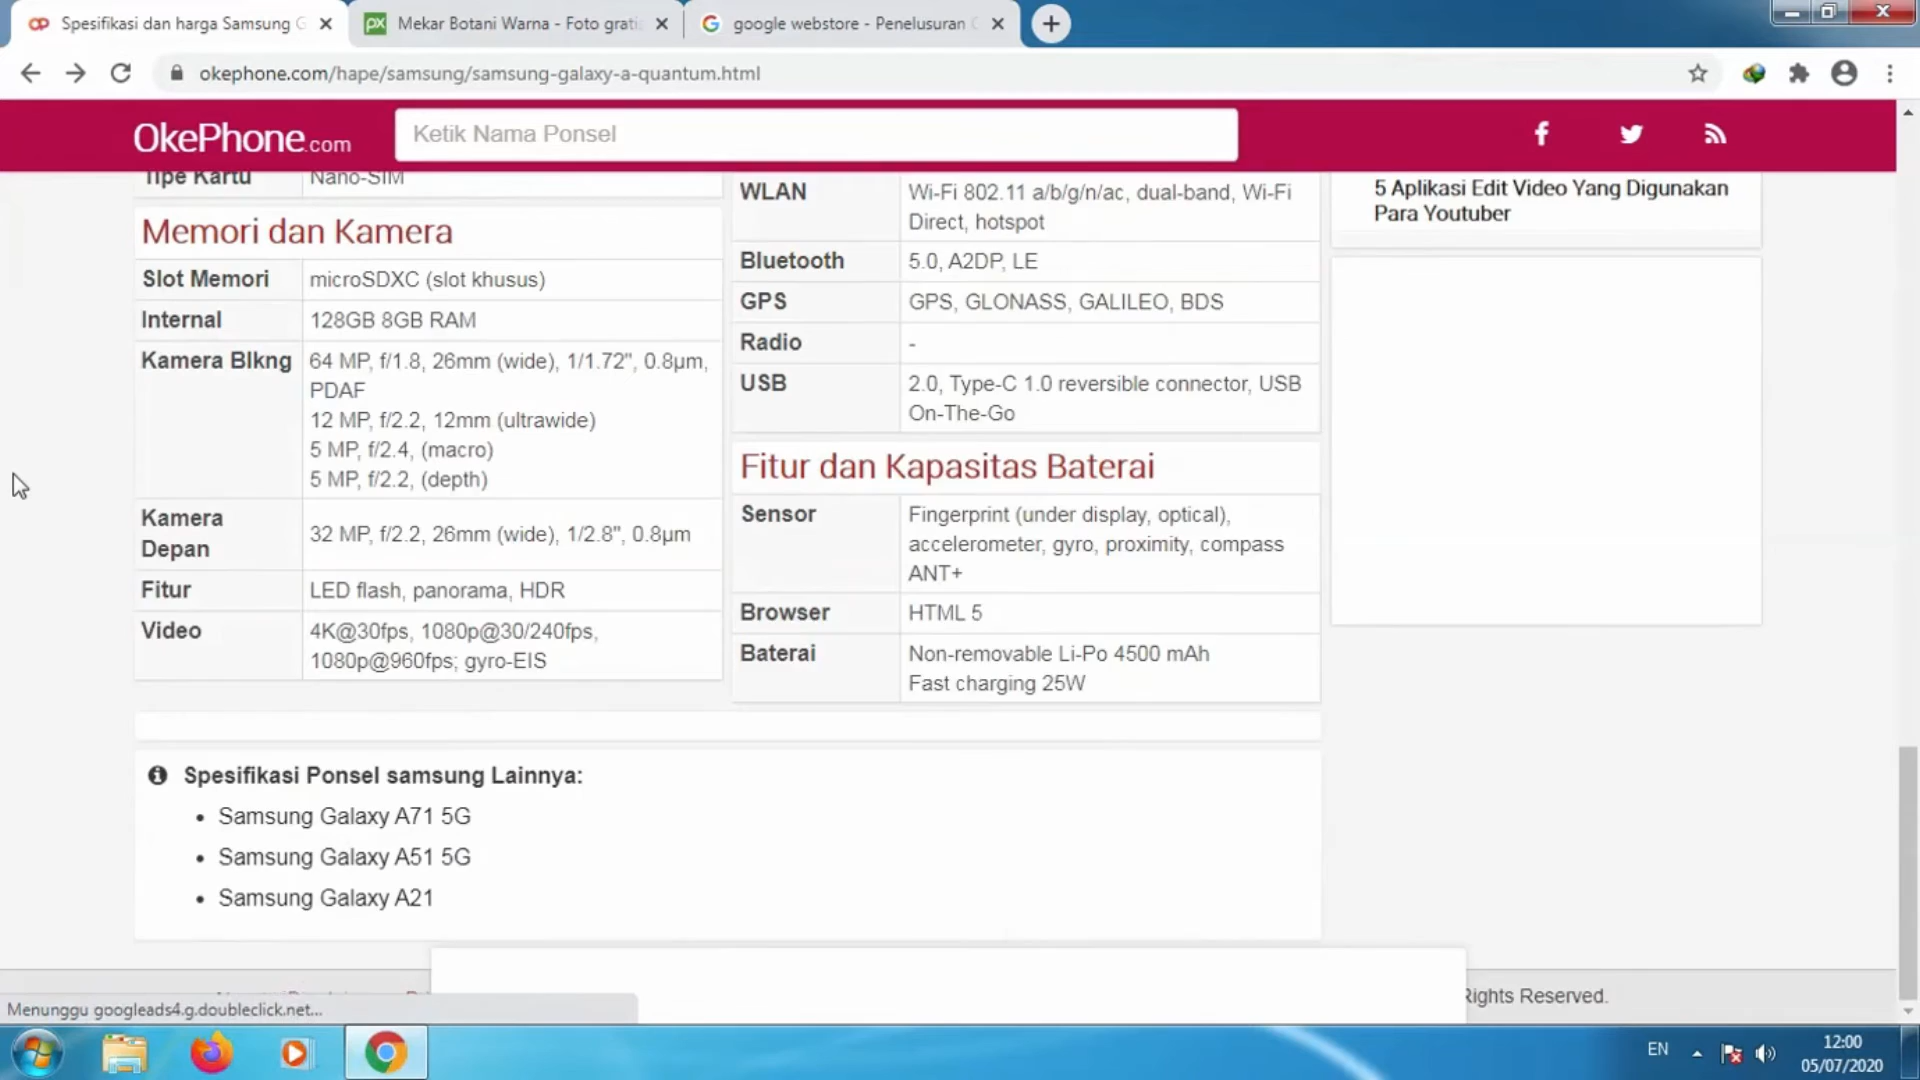 Spesifikasi dan harga Samsung G
Mekar Botani Warna - Foto grati
google webstore - Penelusuran G
okephone.com/hape/samsung/samsung-galaxy-a-quantum.html
OkePhone.com
Ketik Nama Ponsel
Tipe Kartu Nano-SIM
Memori dan Kamera
Slot Memori microSDXC (slot khusus)
Internal 128GB 8GB RAM
Kamera Blkng 64 MP, f/1.8, 26mm (wide), 1/1.72", 0.8µm,
PDAF
12 MP, f/2.2, 12mm (ultrawide)
5 MP, f/2.4, (macro)
5 MP, f/2.2, (depth)
Kamera
Depan
32 MP, f/2.2, 26mm (wide), 1/2.8", 0.8µm
Fitur LED flash, panorama, HDR
Video 4K@30fps, 1080p@30/240fps,
1080p@960fps; gyro-EIS
WLAN Wi-Fi 802.11 a/b/g/n/ac, dual-band, Wi-Fi
Direct, hotspot
Bluetooth 5.0, A2DP, LE
GPS GPS, GLONASS, GALILEO, BDS
Radio -
USB 2.0, Type-C 1.0 reversible connector, USB
On-The-Go
Fitur dan Kapasitas Baterai
Sensor Fingerprint (under display, optical),
accelerometer, gyro, proximity, compass
ANT+
Browser HTML 5
Baterai Non-removable Li-Po 4500 mAh
Fast charging 25W
5 Aplikasi Edit Video Yang Digunakan
Para Youtuber
Spesifikasi Ponsel samsung Lainnya:
• Samsung Galaxy A71 5G
• Samsung Galaxy A51 5G
• Samsung Galaxy A21
Rights Reserved.
Menunggu googleads4.g.doubleclick.net...
EN
12:00
05/07/2020